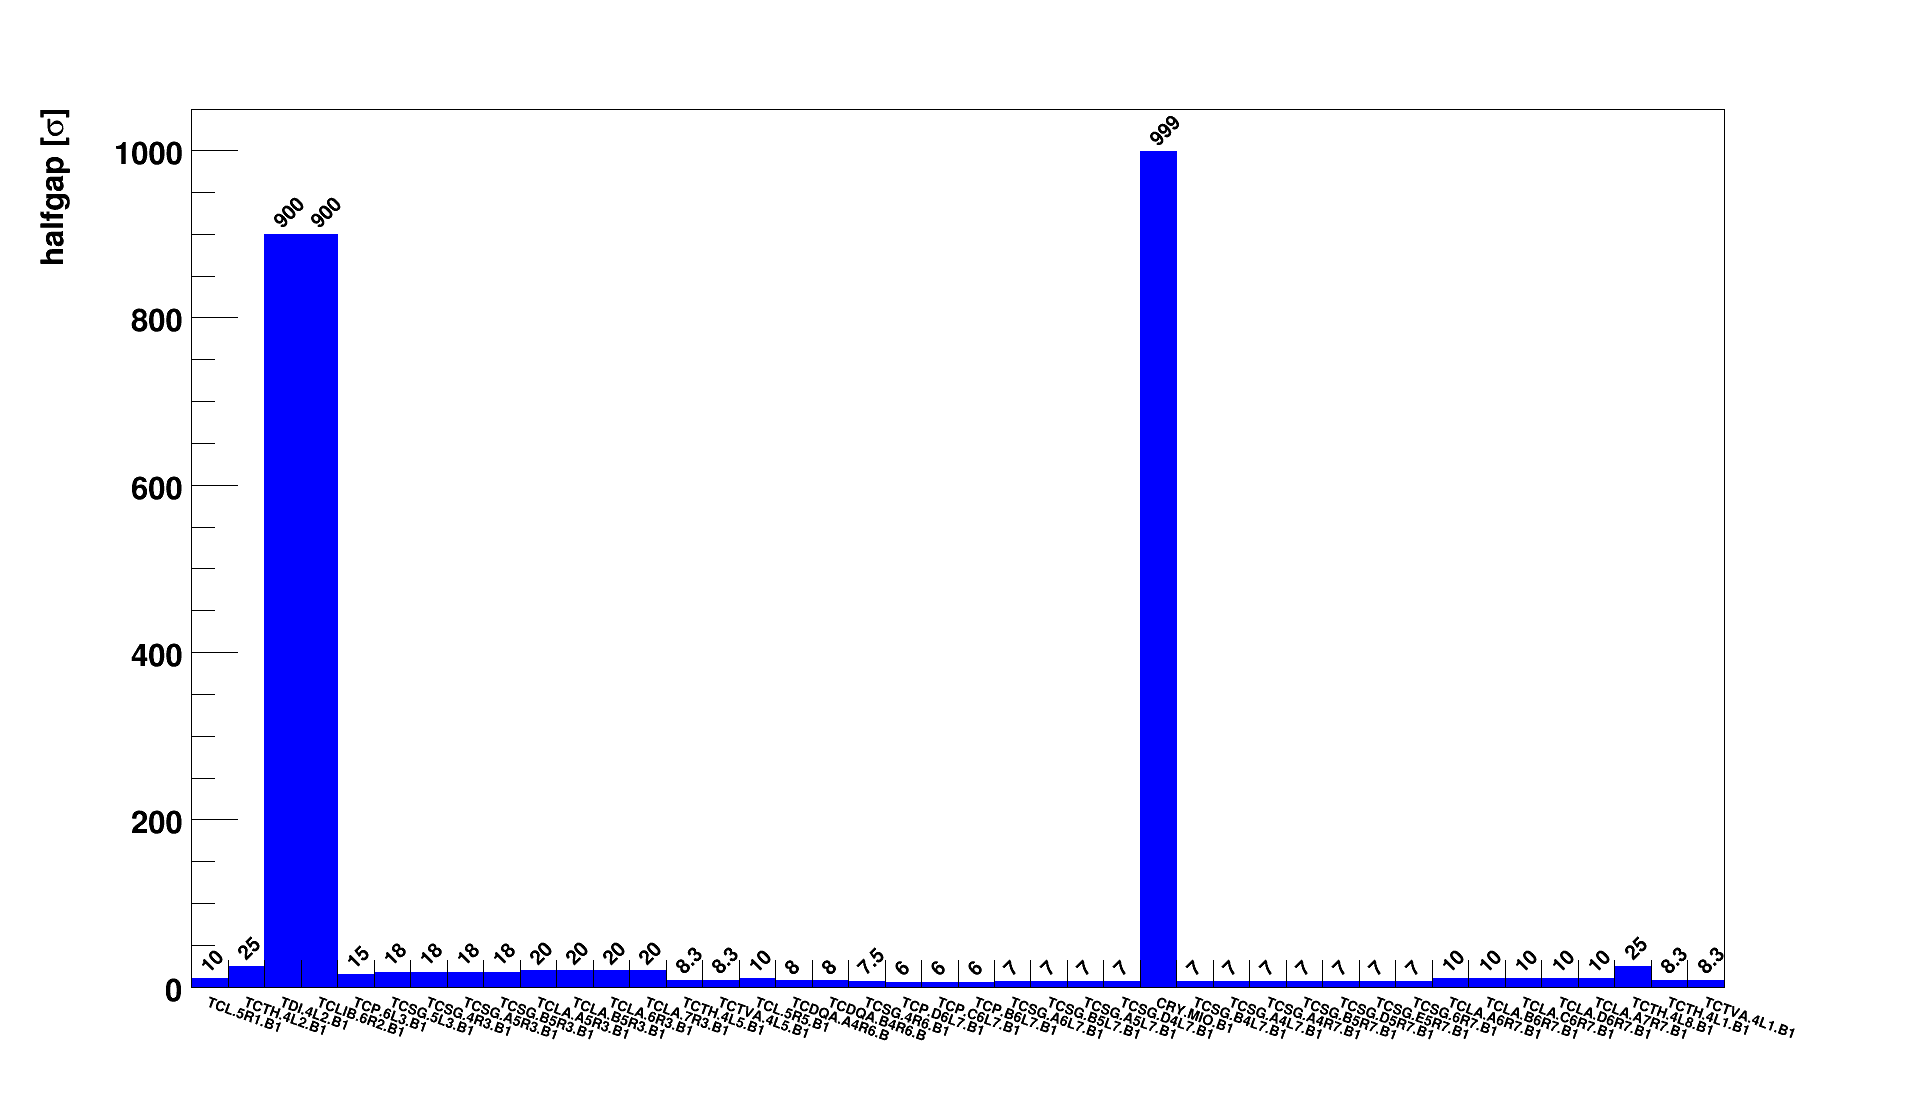 halfgap [σ]
1000
800
600
400
200
0
10
25
900
900
15
18
18
18
18
20
20
20
20
8.3
8.3
10
8
8
7.5
6
6
6
7
7
7
7
999
7
7
7
7
7
7
7
10
10
10
10
10
25
8.3
8.3
TCL.5R1.B1
TCTH.4L2.B1
TDI.4L2.B1
TCLIB.6R2.B1
TCP.6L3.B1
TCSG.5L3.B1
TCSG.4R3.B1
TCSG.A5R3.B1
TCSG.B5R3.B1
TCLA.A5R3.B1
TCLA.B5R3.B1
TCLA.6R3.B1
TCLA.7R3.B1
TCTH.4L5.B1
TCTVA.4L5.B1
TCL.5R5.B1
TCDQA.A4R6.B
TCDQA.B4R6.B
TCSG.4R6.B1
TCP.D6L7.B1
TCP.C6L7.B1
TCP.B6L7.B1
TCSG.A6L7.B1
TCSG.B5L7.B1
TCSG.A5L7.B1
TCSG.D4L7.B1
CRY.MIO.B1
TCSG.B4L7.B1
TCSG.A4L7.B1
TCSG.A4R7.B1
TCSG.B5R7.B1
TCSG.D5R7.B1
TCSG.E5R7.B1
TCSG.6R7.B1
TCLA.A6R7.B1
TCLA.B6R7.B1
TCLA.C6R7.B1
TCLA.D6R7.B1
TCLA.A7R7.B1
TCTH.4L8.B1
TCTH.4L1.B1
TCTVA.4L1.B1